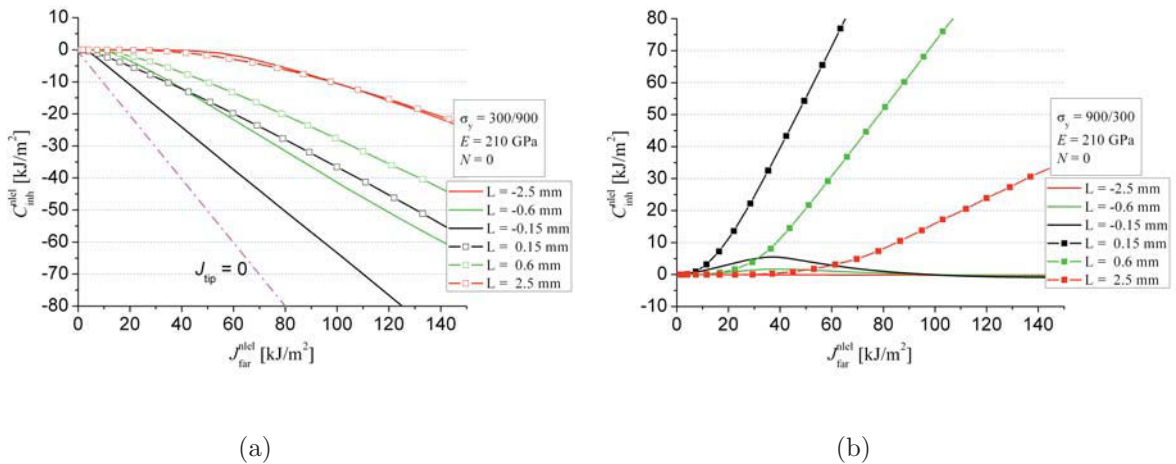 10
0
-10
-20
-30
-40
-50
-60
-70
-80
C_inh^nlel [kJ/m²]
0 20 40 60 80 100 120 140
J_far^nlel [kJ/m²]
J_tip = 0
σ_y = 300/900
E = 210 GPa
N = 0
L = -2.5 mm
L = -0.6 mm
L = -0.15 mm
L = 0.15 mm
L = 0.6 mm
L = 2.5 mm
(a)
80
70
60
50
40
30
20
10
0
-10
C_inh^nlel [kJ/m²]
0 20 40 60 80 100 120 140
J_far^nlel [kJ/m²]
σ_y = 900/300
E = 210 GPa
N = 0
L = -2.5 mm
L = -0.6 mm
L = -0.15 mm
L = 0.15 mm
L = 0.6 mm
L = 2.5 mm
(b)